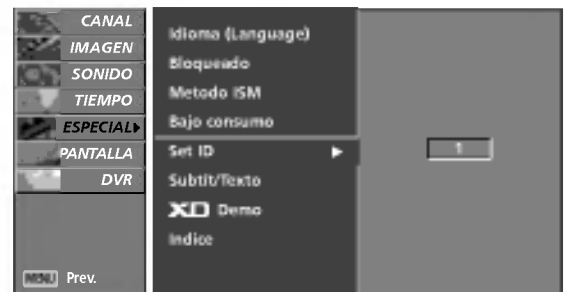 CANAL
IMAGEN
SONIDO
TIEMPO
ESPECIAL
PANTALLA
DVR
MENU Prev.
Idioma (Language)
Bloqueado
Metodo ISM
Bajo consumo
Set ID
Subtit/Texto
XD Demo
Indice
1